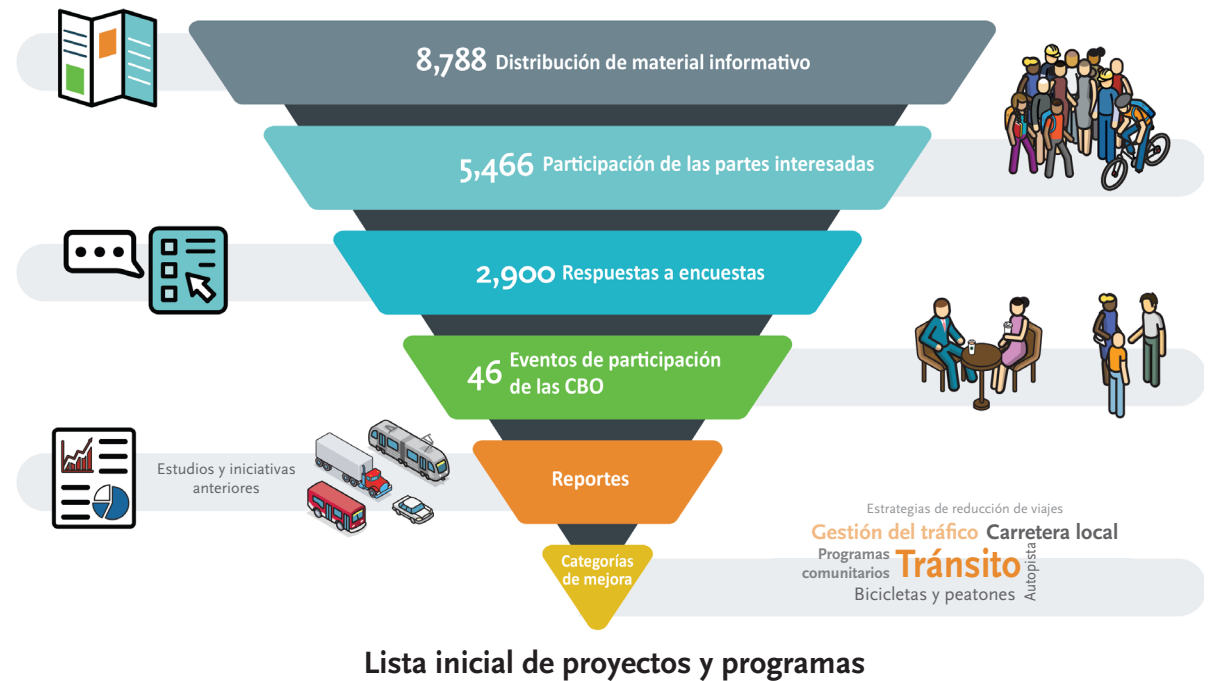 8,788 Distribución de material informativo
5,466 Participación de las partes interesadas
2,900 Respuestas a encuestas
46 Eventos de participación
de las CBO
Estudios y iniciativas
anteriores
Reportes
Categorías
de mejora
Estrategias de reducción de viajes
Gestión del tráfico Carretera local
Programas
comunitarios
Tránsito
Autopista
Bicicletas y peatones
Lista inicial de proyectos y programas